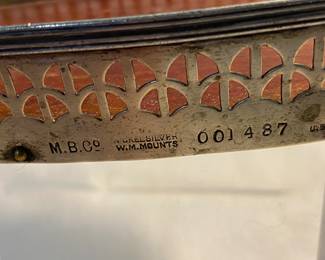 M.B.Cº
NICKEL SILVER
W.M.MOUNTS
001487